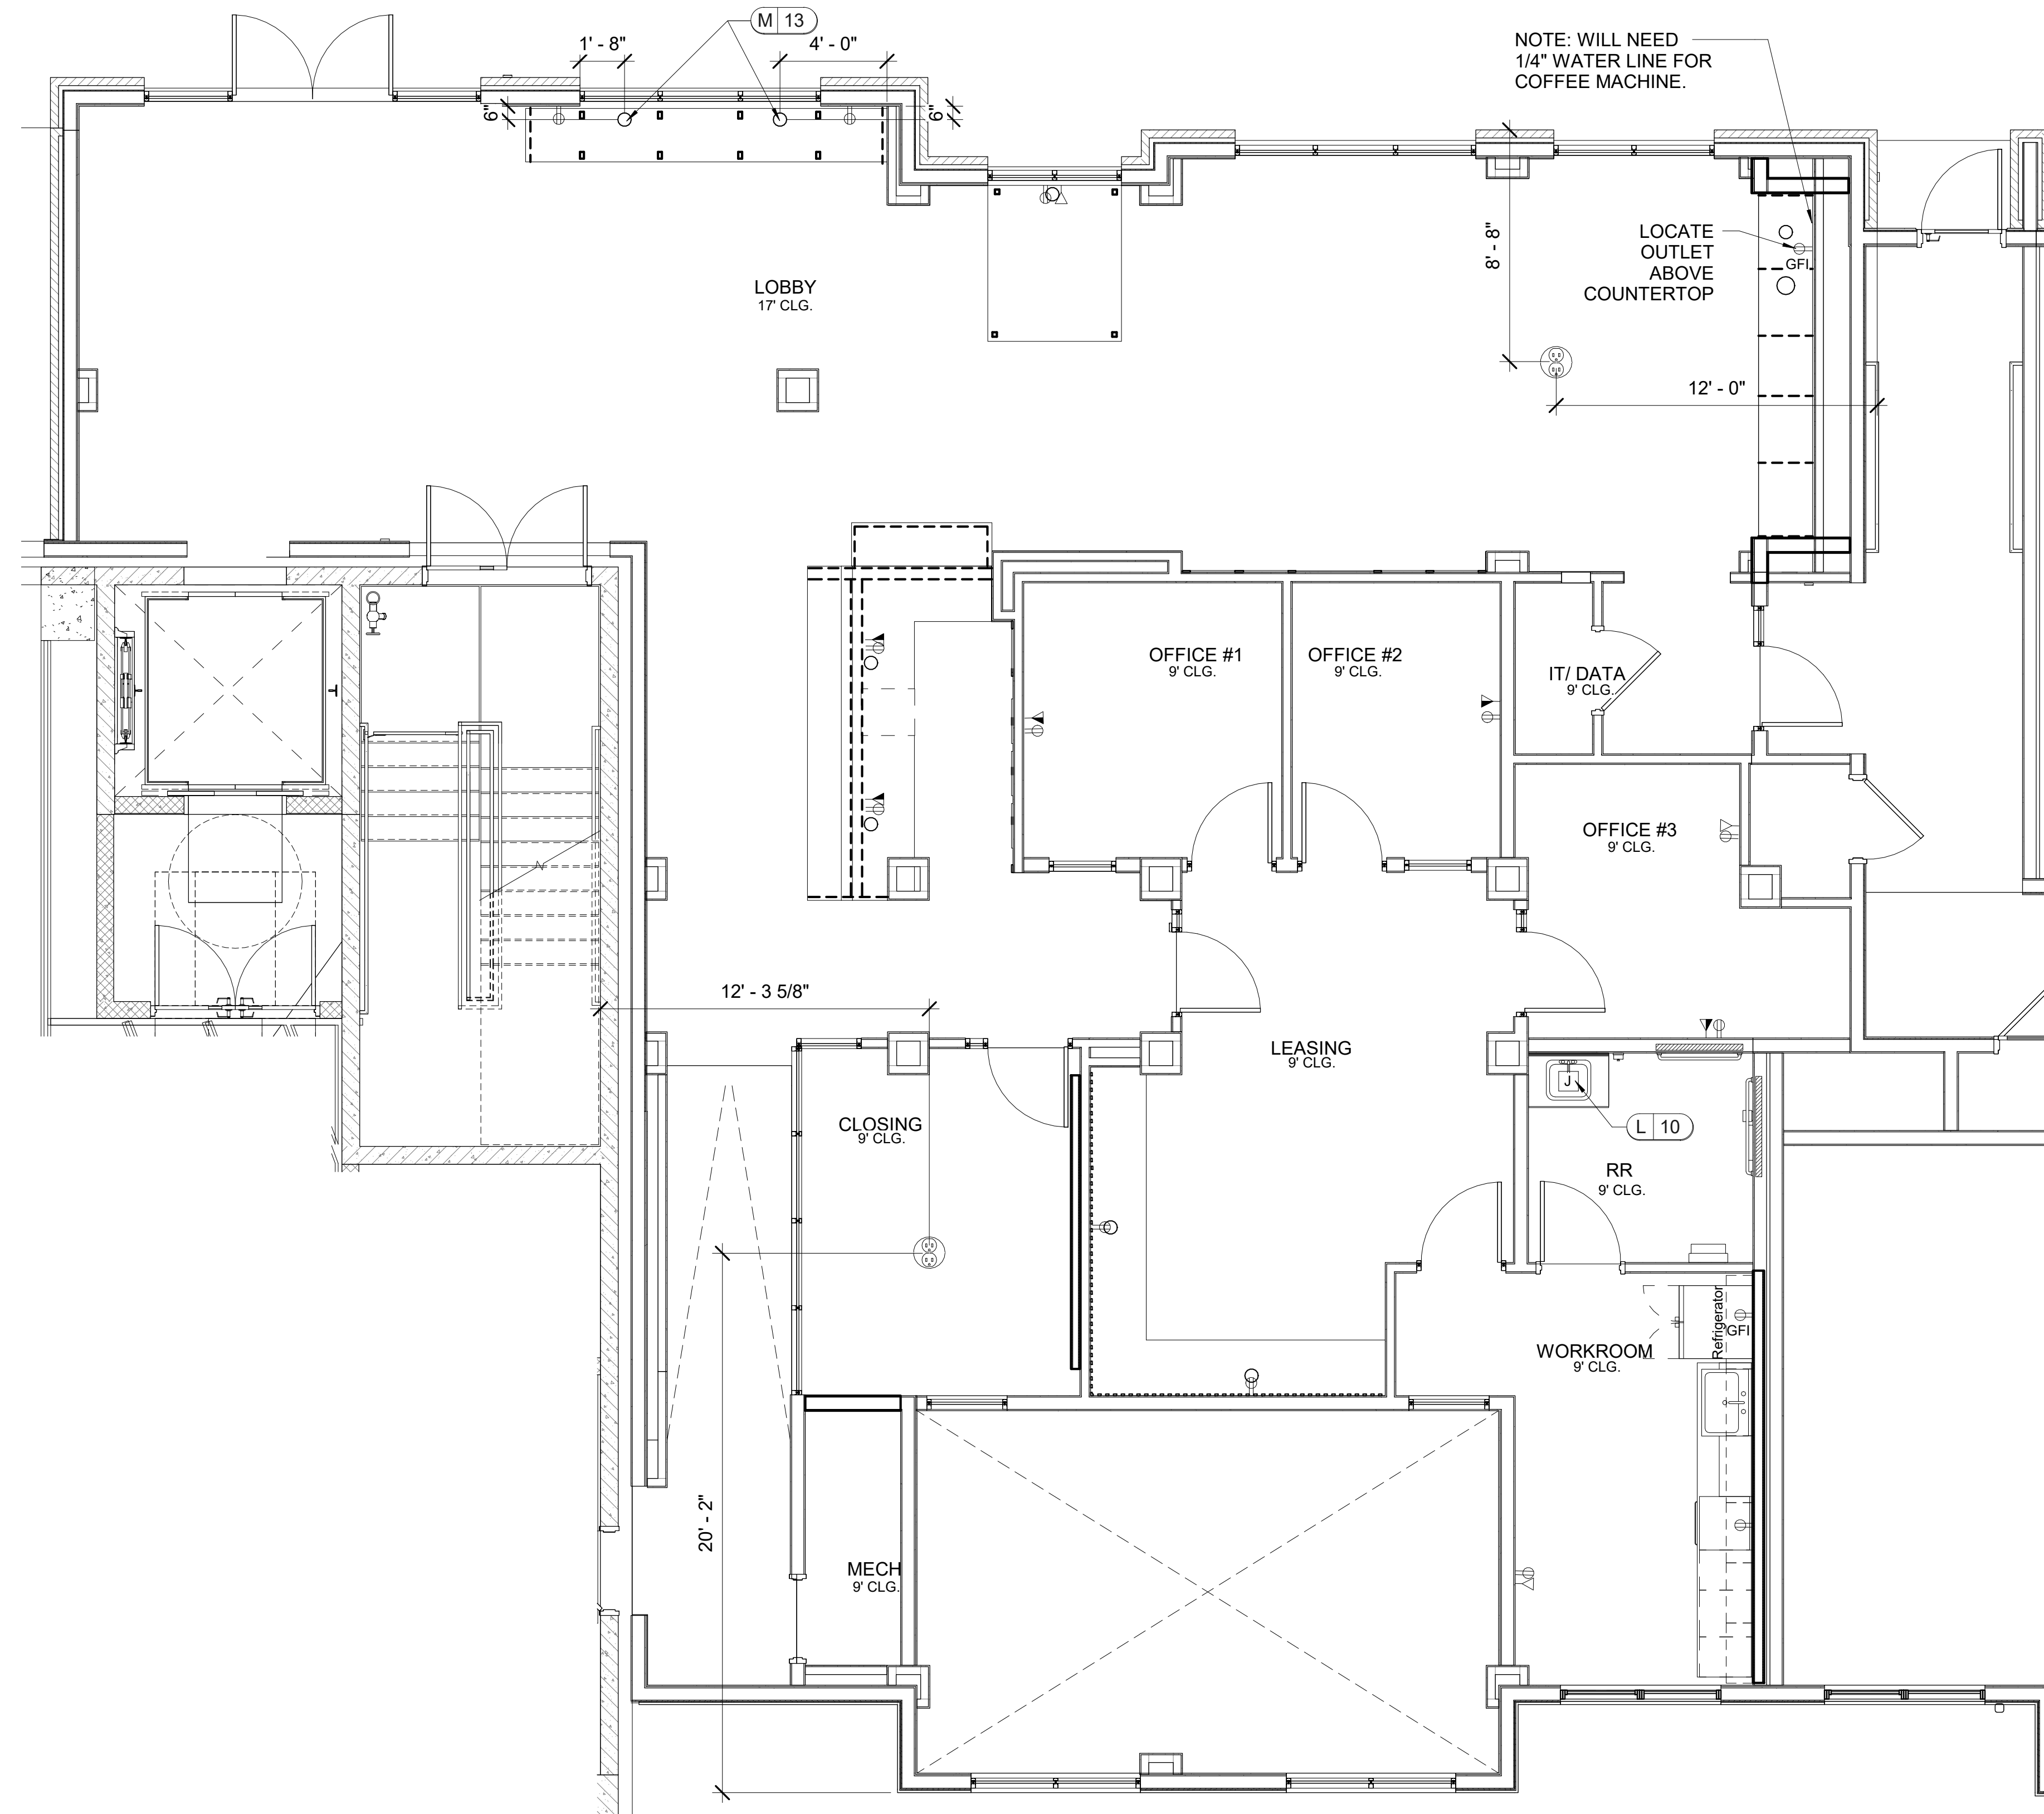 M 13
1' - 8"
4' - 0"
NOTE: WILL NEED
1/4" WATER LINE FOR
COFFEE MACHINE.
6"
6"
LOCATE
OUTLET
ABOVE
COUNTERTOP
GFI
8' - 8"
LOBBY
17' CLG.
12' - 0"
OFFICE #1
9' CLG.
OFFICE #2
9' CLG.
IT/ DATA
9' CLG.
OFFICE #3
9' CLG.
12' - 3 5/8"
LEASING
9' CLG.
J
CLOSING
9' CLG.
L 10
RR
9' CLG.
Refrigerator
GFI
WORKROOM
9' CLG.
20' - 2"
MECH
9' CLG.